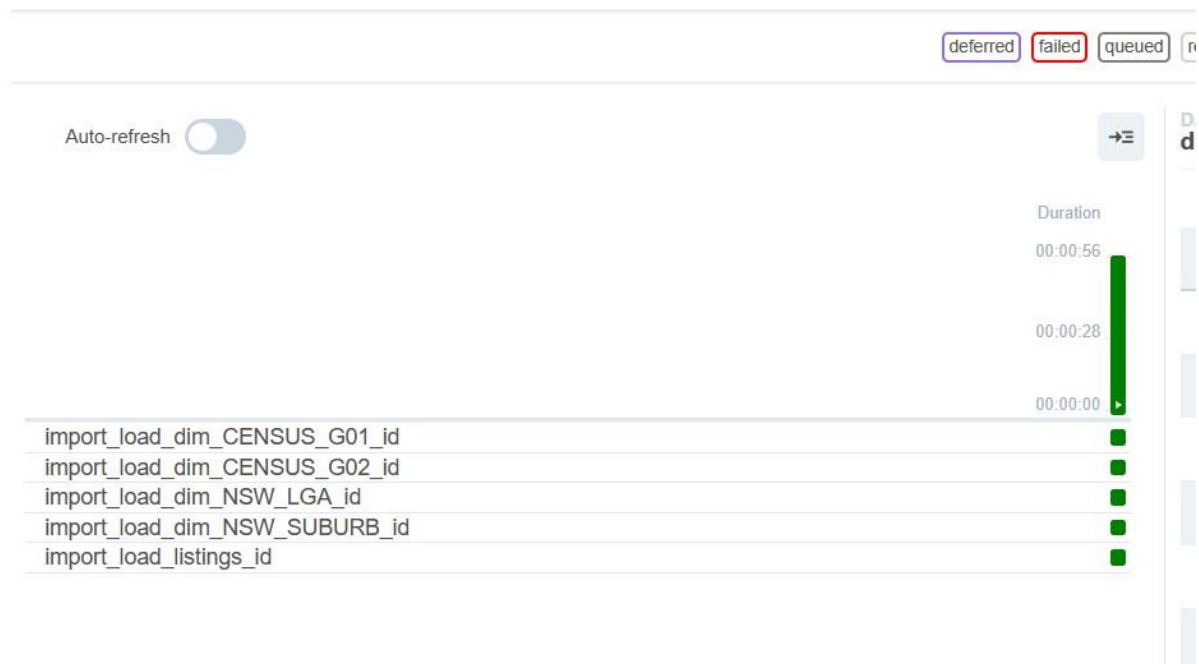 deferred failed queued
Auto-refresh
Duration
00:00:56
00:00:28
00:00:00
import_load_dim_CENSUS_G01_id
import_load_dim_CENSUS_G02_id
import_load_dim_NSW_LGA_id
import_load_dim_NSW_SUBURB_id
import_load_listings_id